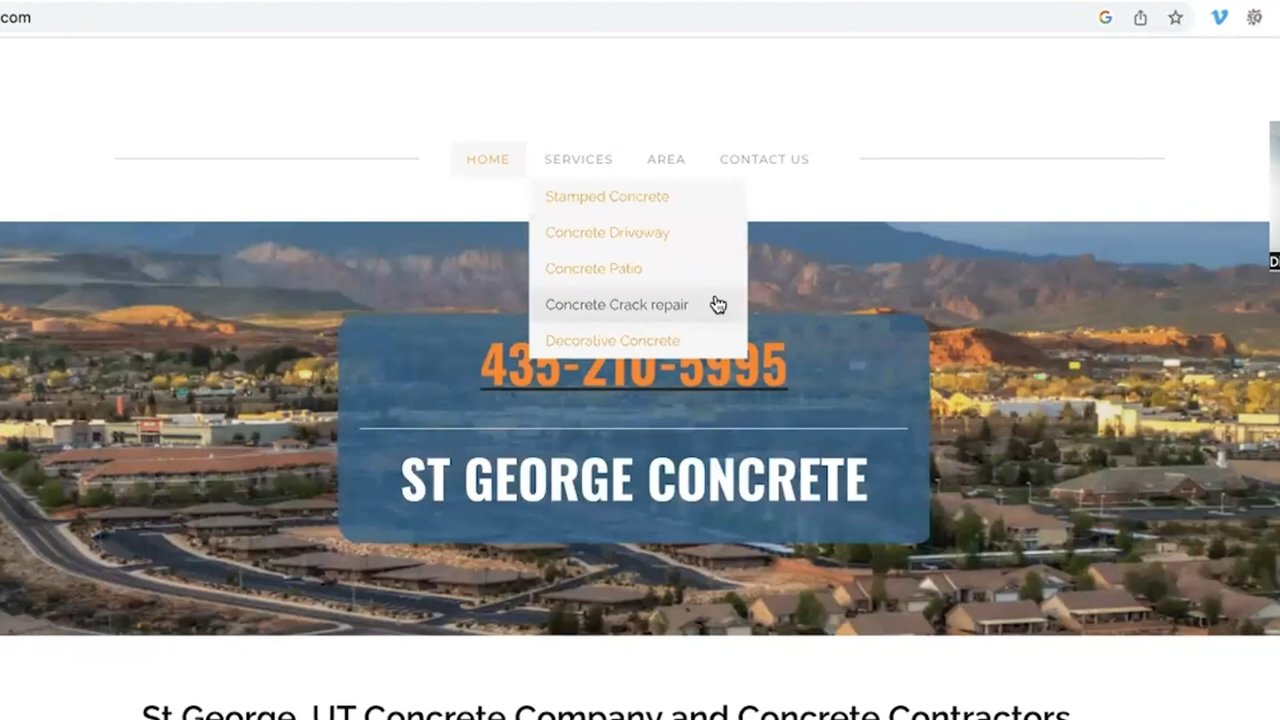 com
HOME SERVICES AREA CONTACT US
Stamped Concrete
Concrete Driveway
Concrete Patio
Concrete Crack repair
Decorative Concrete
435-210-5995
ST GEORGE CONCRETE
St George, UT Concrete Company and Concrete Contractors